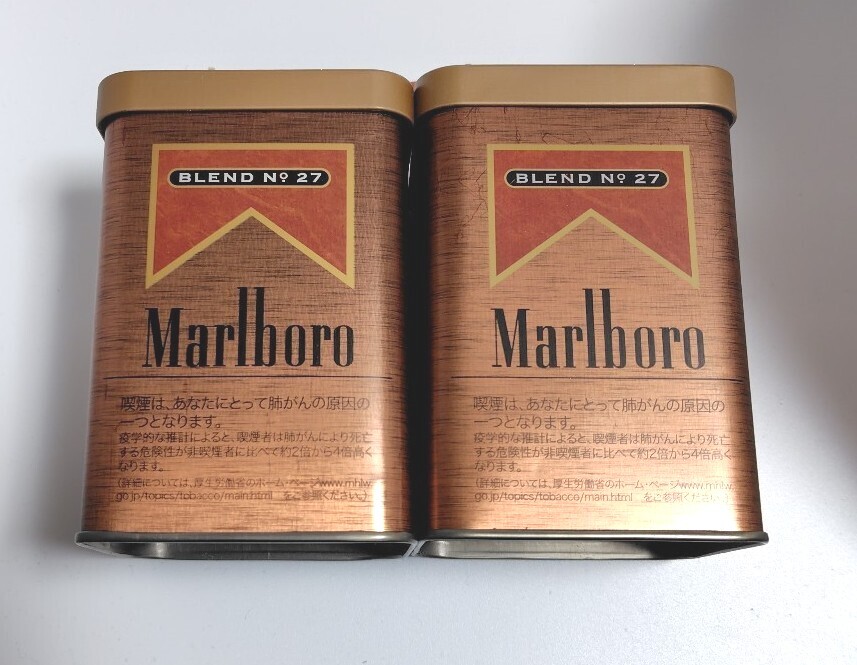 BLEND Nº 27
Marlboro
喫煙は、あなたにとって肺がんの原因の
一つとなります。
疫学的な推計によると、喫煙者は肺がんにより死亡
する危険性が非喫煙者に比べて約2倍から4倍高く
なります。
(詳細については、厚生労働省のホーム・ページwww.mhlw.
go.jp/topics/tobacco/main.html をご参照ください。)
BLEND Nº 27
Marlboro
喫煙は、あなたにとって肺がんの原因の
一つとなります。
疫学的な推計によると、喫煙者は肺がんにより死亡
する危険性が非喫煙者に比べて約2倍から4倍高く
なります。
(詳細については、厚生労働省のホーム・ページwww.mhlw.
go.jp/topics/tobacco/main.html をご参照ください。)